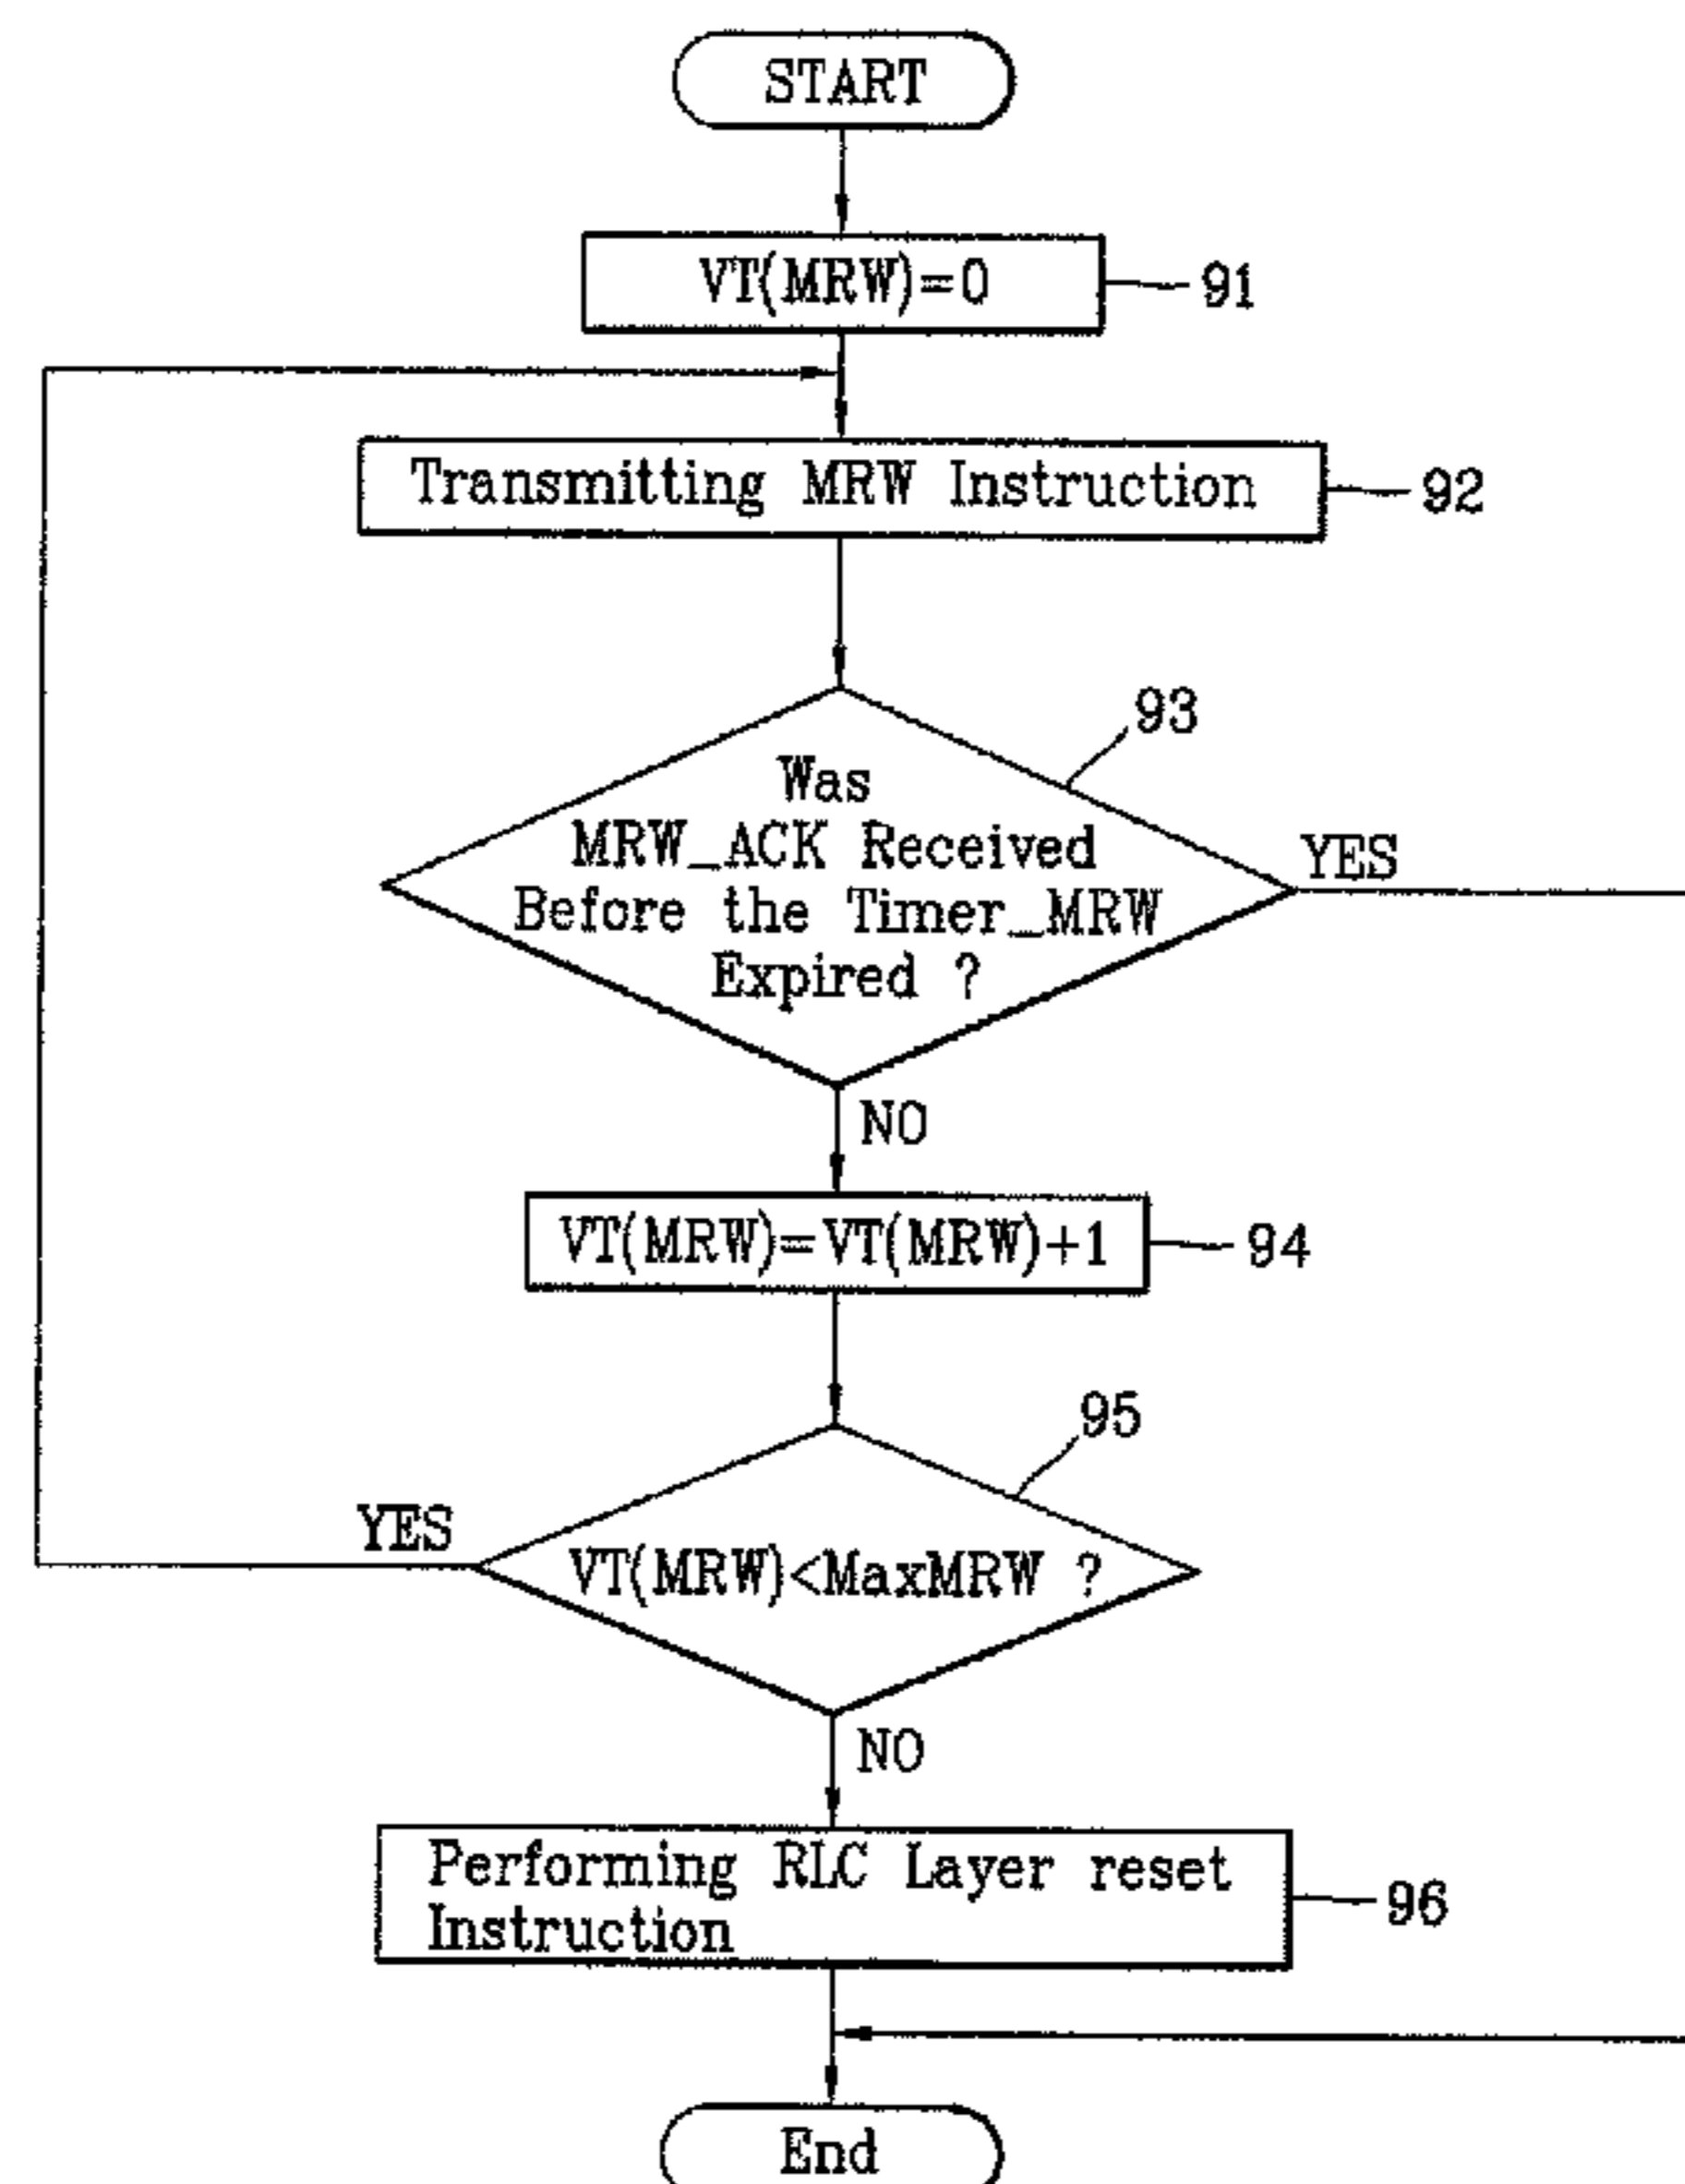 START
VT(MRW)=0
91
Transmitting MRW Instruction
92
93
Was
MRW_ACK Received
Before the Timer_MRW
Expired ?
YES
NO
VT(MRW)=VT(MRW)+1
94
95
YES
VT(MRW)<MaxMRW ?
NO
Performing RLC Layer reset
Instruction
96
End